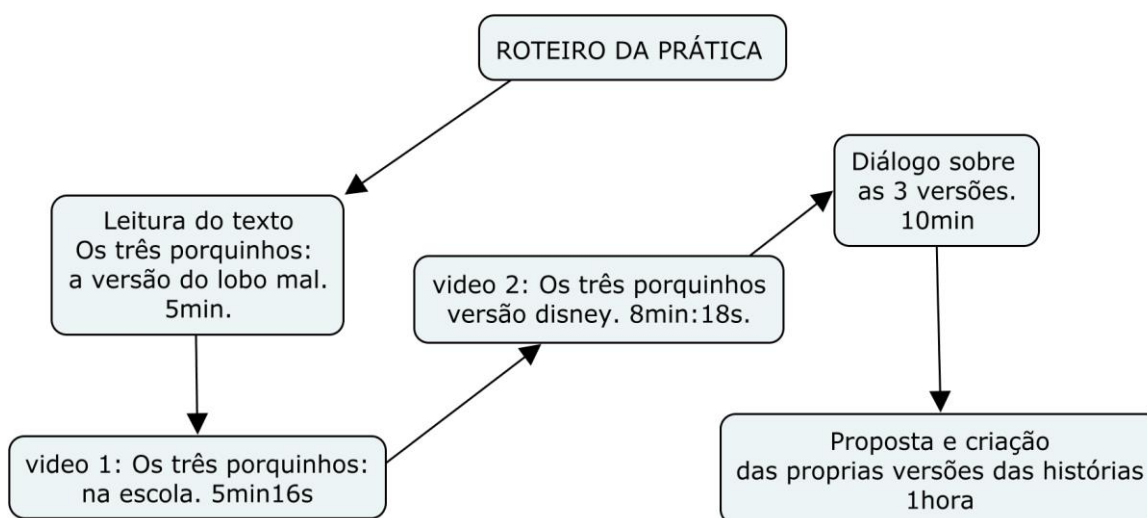 ROTEIRO DA PRÁTICA
Leitura do texto
Os três porquinhos:
a versão do lobo mal.
5min.
video 1: Os três porquinhos:
na escola. 5min16s
video 2: Os três porquinhos
versão disney. 8min:18s.
Diálogo sobre
as 3 versões.
10min
Proposta e criação
das proprias versões das histórias
1hora